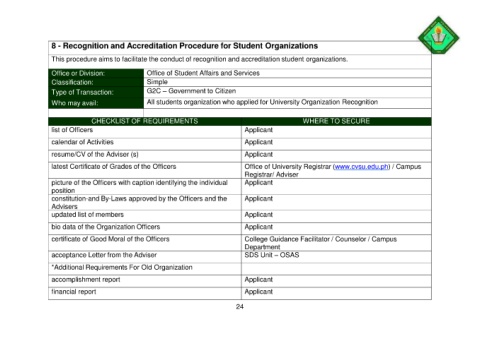 8 - Recognition and Accreditation Procedure for Student Organizations
This procedure aims to facilitate the conduct of recognition and accreditation student organizations.
Office or Division: Office of Student Affairs and Services
Classification: Simple
Type of Transaction: G2C – Government to Citizen
Who may avail: All students organization who applied for University Organization Recognition
CHECKLIST OF REQUIREMENTS WHERE TO SECURE
list of Officers Applicant
calendar of Activities Applicant
resume/CV of the Adviser (s) Applicant
latest Certificate of Grades of the Officers Office of University Registrar (www.cvsu.edu.ph) / Campus
Registrar/ Adviser
picture of the Officers with caption identifying the individual Applicant
position
constitution and By-Laws approved by the Officers and the Applicant
Advisers
updated list of members Applicant
bio data of the Organization Officers Applicant
certificate of Good Moral of the Officers College Guidance Facilitator / Counselor / Campus
Department
acceptance Letter from the Adviser SDS Unit – OSAS
*Additional Requirements For Old Organization
accomplishment report Applicant
financial report Applicant
24